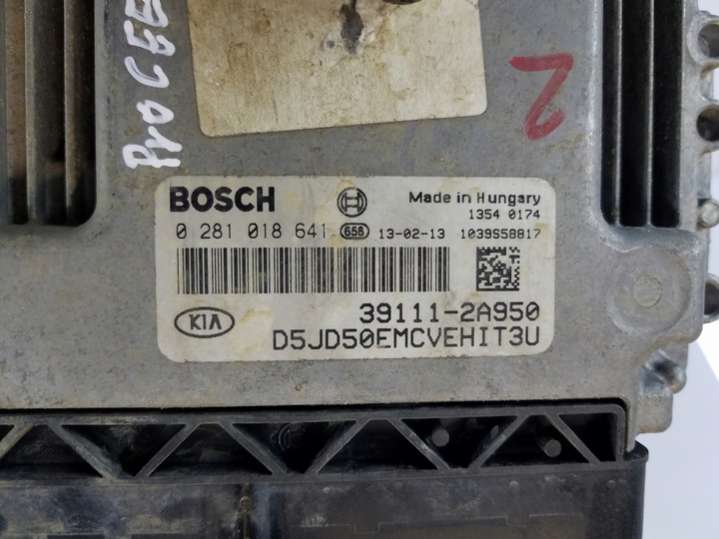 Pro CEE
2
BOSCH
Made in Hungary
1354 0174
0 281 018 641 656 13-02-13 1039S58817
39111-2A950
KIA
D5JD50EMCVEHIT3U